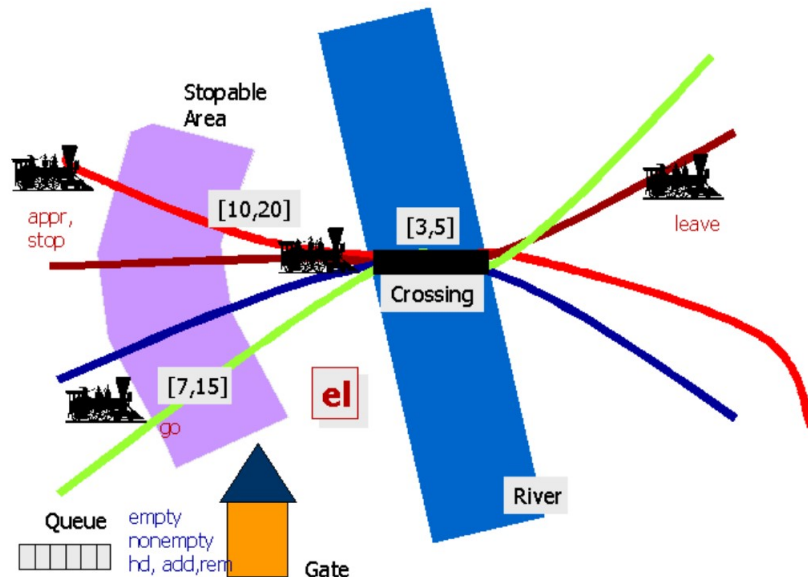 Stopable
Area
[10,20]
[3,5]
appr,
stop
leave
Crossing
[7,15]
el
go
River
Queue
empty
nonempty
hd, add,rem
Gate